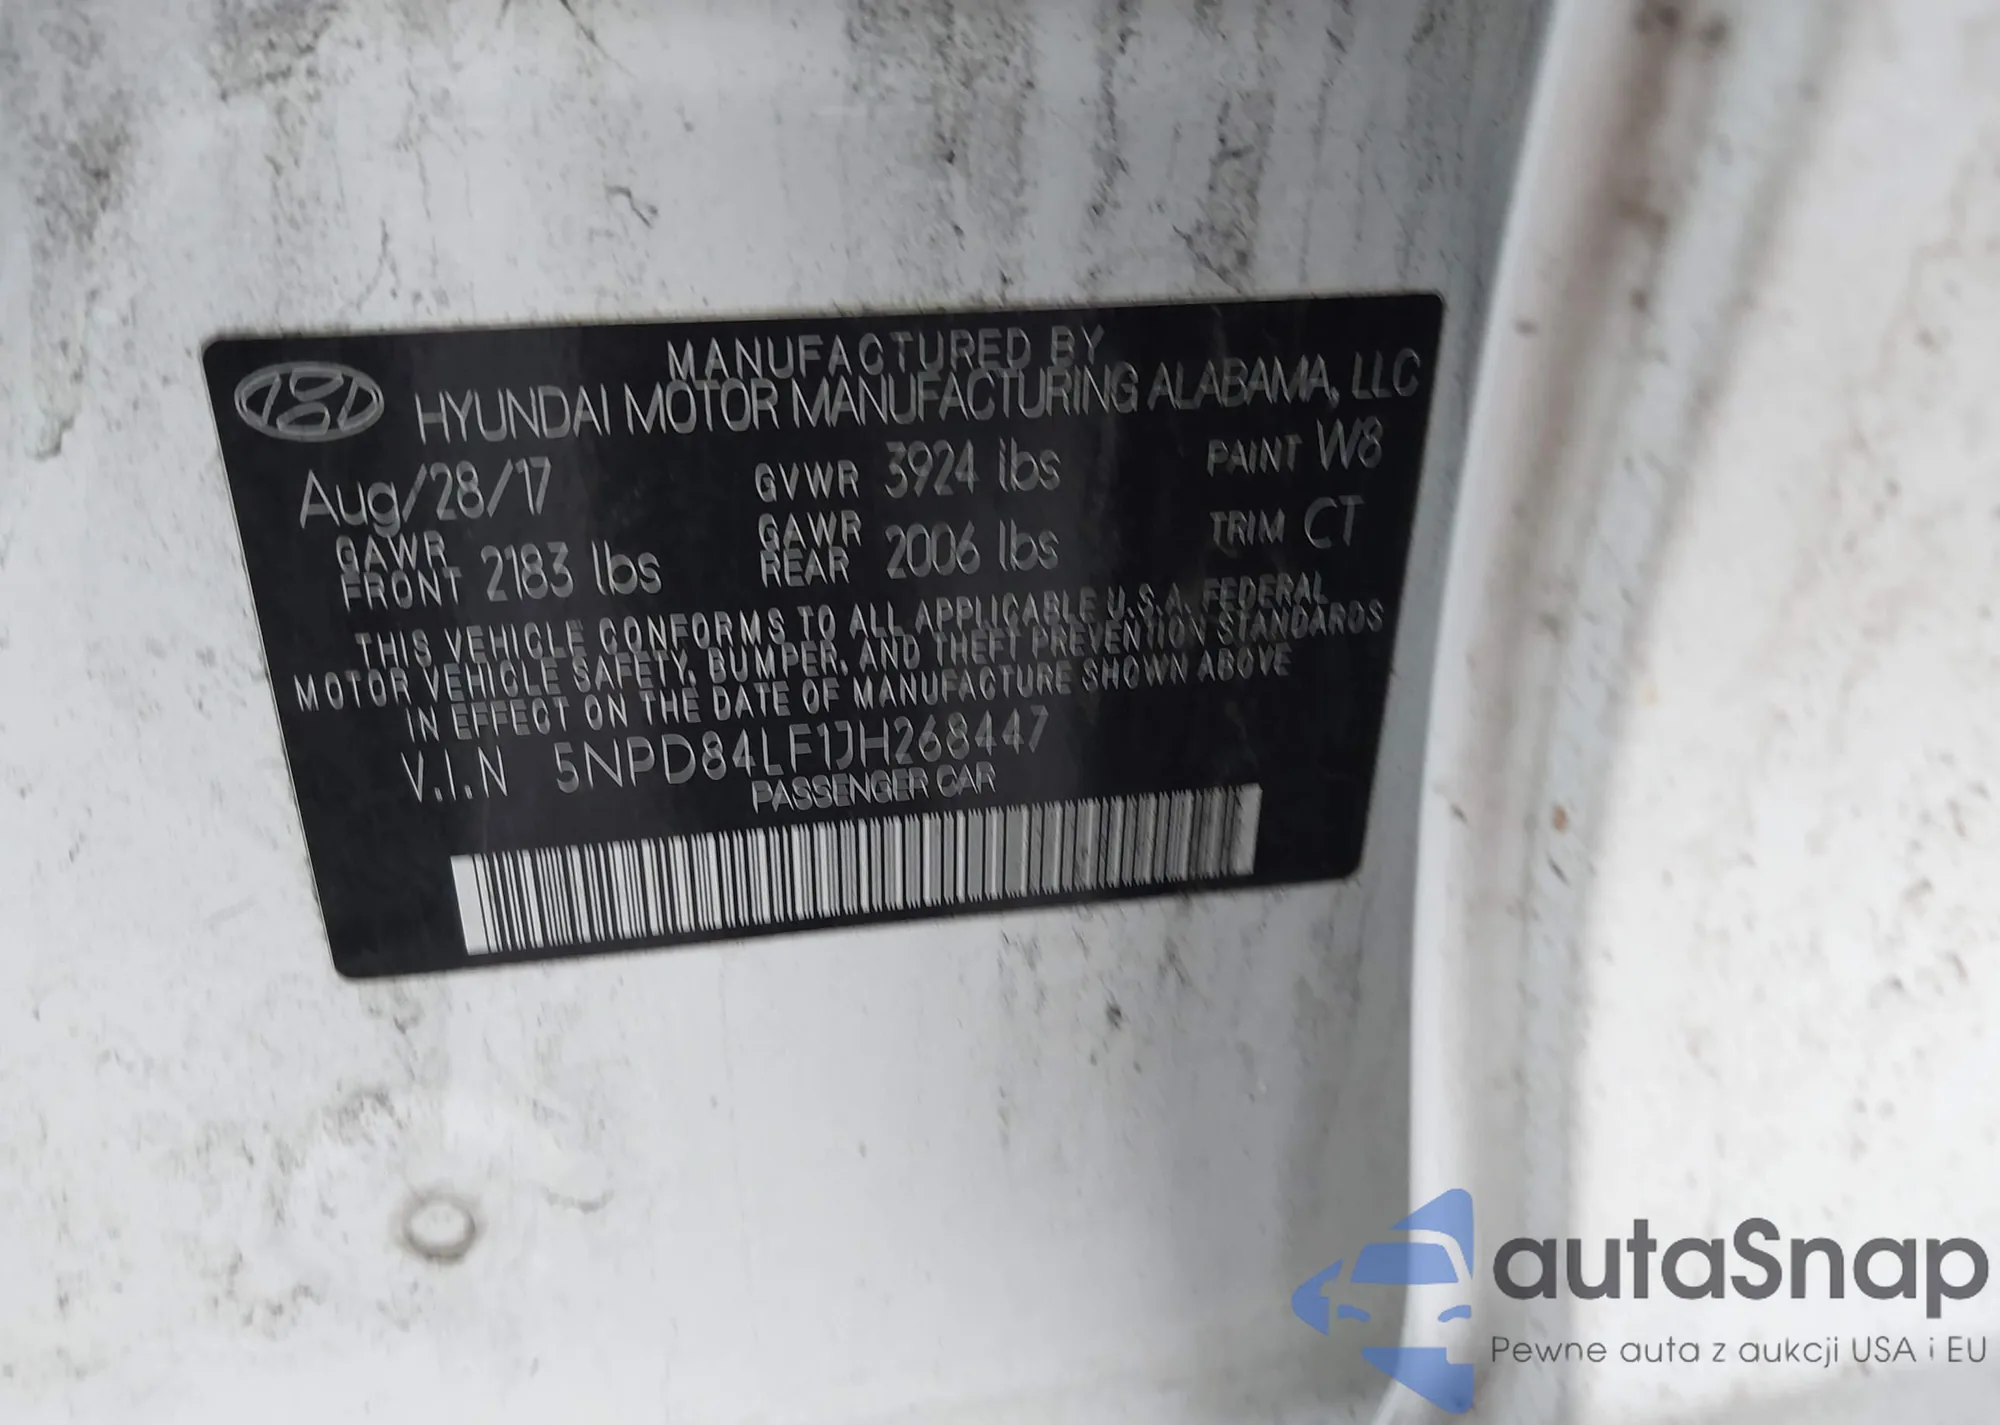 MANUFACTURED BY
HYUNDAI MOTOR MANUFACTURING ALABAMA, LLC
Aug/28/17 GVWR 3924 lbs PAINT W8
GAWR FRONT 2183 lbs GAWR REAR 2006 lbs TRIM CT
THIS VEHICLE CONFORMS TO ALL APPLICABLE U.S.A. FEDERAL
MOTOR VEHICLE SAFETY, BUMPER, AND THEFT PREVENTION STANDARDS
IN EFFECT ON THE DATE OF MANUFACTURE SHOWN ABOVE
V.I.N 5NPD84LF1JH268447
PASSENGER CAR
autaSnap
Pewne auta z aukcji USA i EU